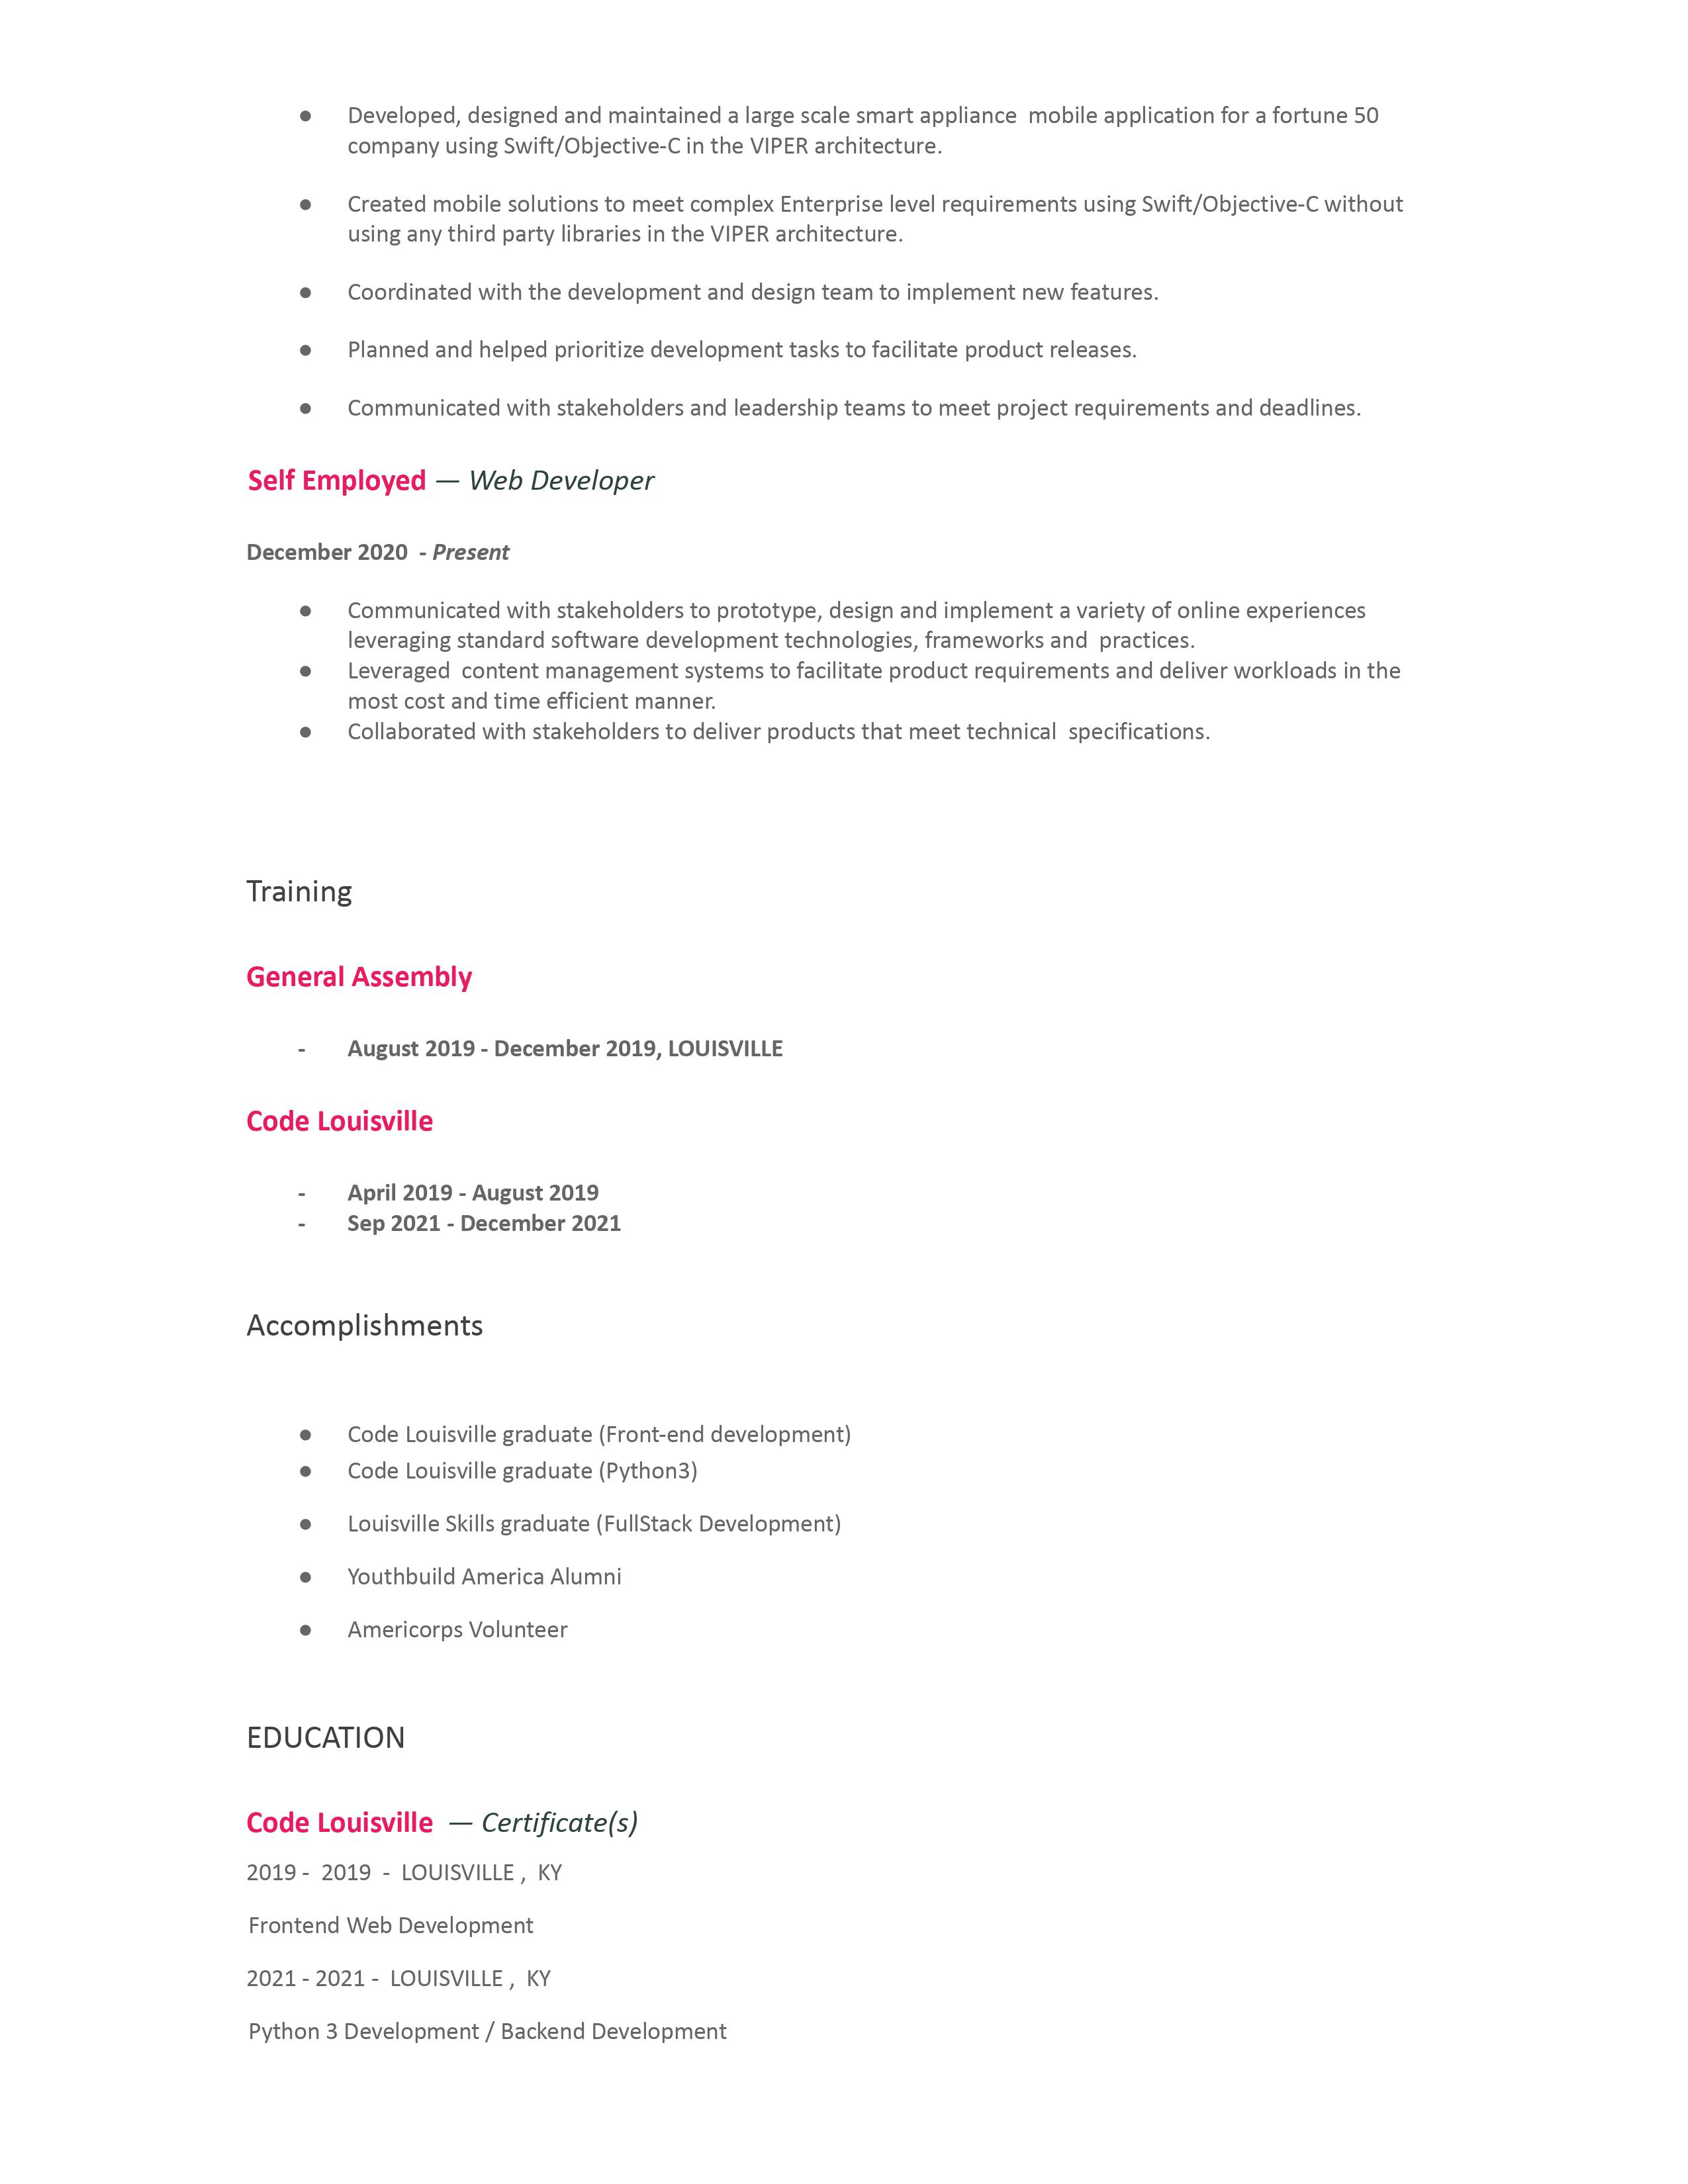 ● Developed, designed and maintained a large scale smart appliance  mobile application for a fortune 50
company using Swift/Objective-C in the VIPER architecture.
● Created mobile solutions to meet complex Enterprise level requirements using Swift/Objective-C without
using any third party libraries in the VIPER architecture.
● Coordinated with the development and design team to implement new features.
● Planned and helped prioritize development tasks to facilitate product releases.
● Communicated with stakeholders and leadership teams to meet project requirements and deadlines.
Self Employed — Web Developer
December 2020  - Present
● Communicated with stakeholders to prototype, design and implement a variety of online experiences
leveraging standard software development technologies, frameworks and  practices.
● Leveraged  content management systems to facilitate product requirements and deliver workloads in the
most cost and time efficient manner.
● Collaborated with stakeholders to deliver products that meet technical  specifications.
Training
General Assembly
- August 2019 - December 2019, LOUISVILLE
Code Louisville
- April 2019 - August 2019
- Sep 2021 - December 2021
Accomplishments
● Code Louisville graduate (Front-end development)
● Code Louisville graduate (Python3)
● Louisville Skills graduate (FullStack Development)
● Youthbuild America Alumni
● Americorps Volunteer
EDUCATION
Code Louisville  — Certificate(s)
2019 -  2019  -  LOUISVILLE ,  KY
Frontend Web Development
2021 - 2021 -  LOUISVILLE ,  KY
Python 3 Development / Backend Development